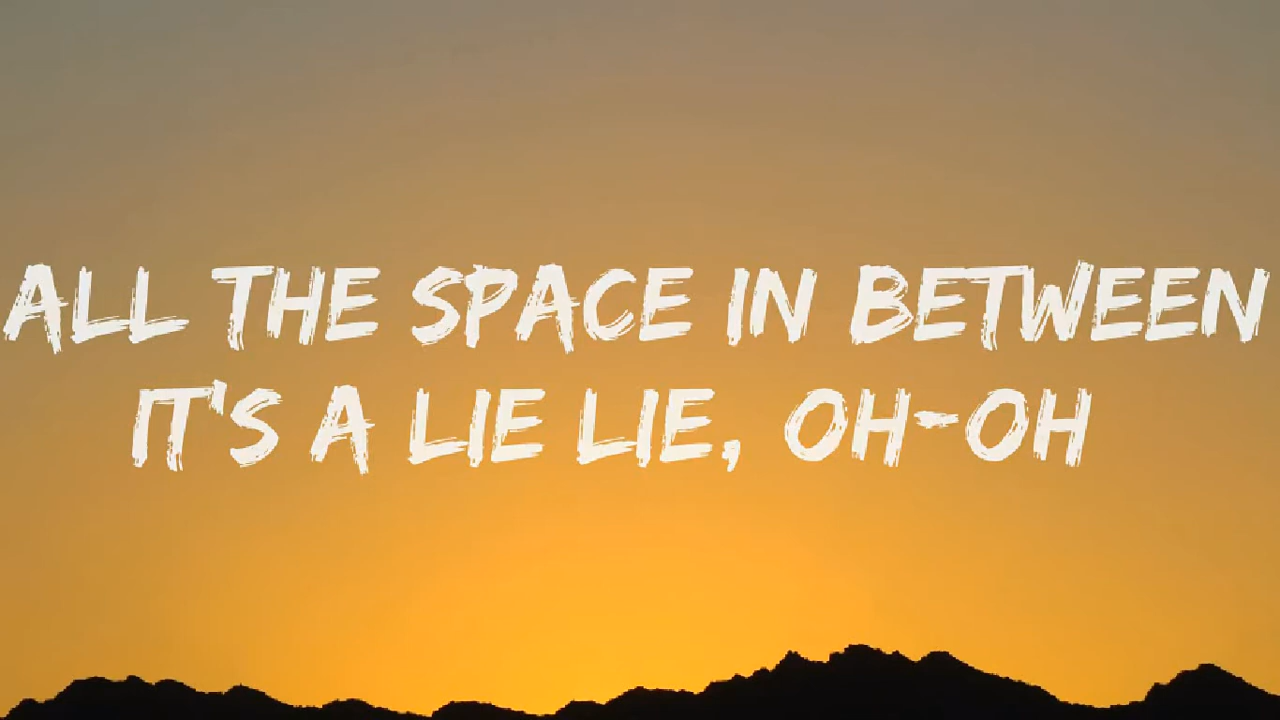 ALL THE SPACE IN BETWEEN
IT'S A LIE LIE, OH-OH